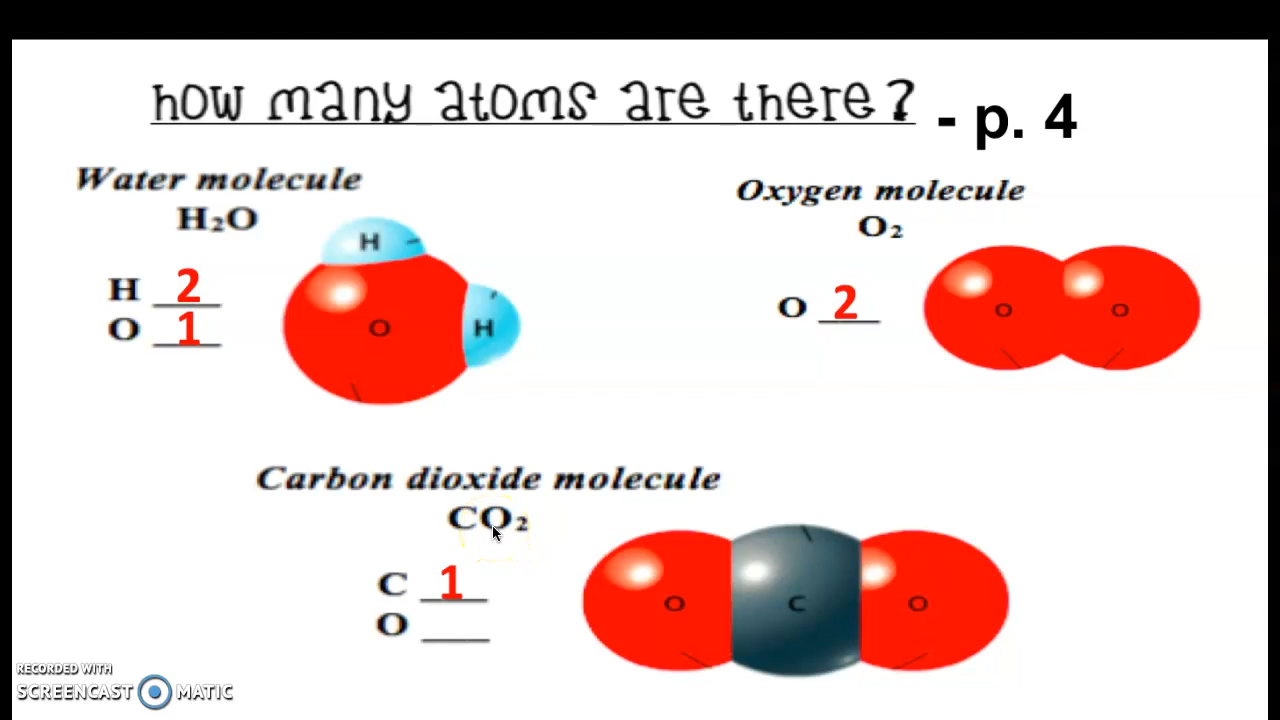 how many atoms are there? - p. 4
Water molecule
H₂O
H 2
O 1
H
O
H
Oxygen molecule
O₂
O 2
O O
Carbon dioxide molecule
CO₂
C 1
O ___
O C O
RECORDED WITH
SCREENCAST MATIC